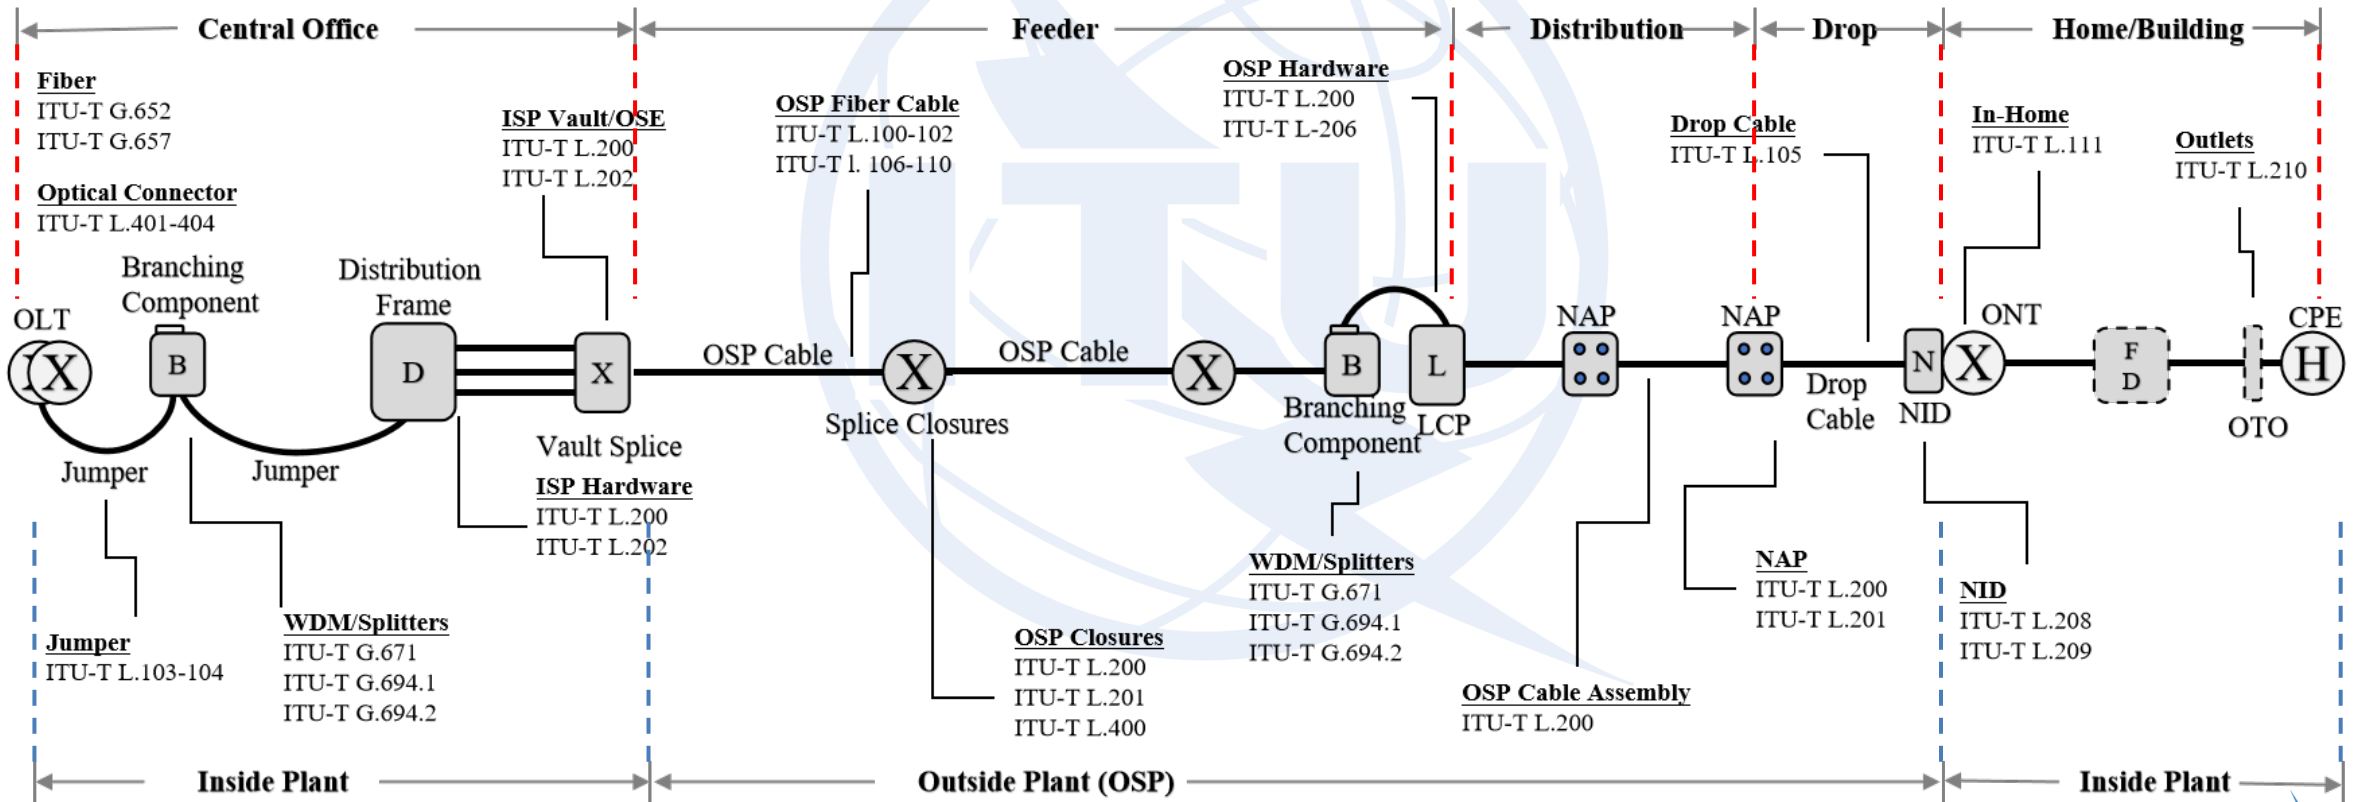 Central Office
Feeder
Distribution
Drop
Home/Building
Fiber
ITU-T G.652
ITU-T G.657
Optical Connector
ITU-T L.401-404
ISP Vault/OSE
ITU-T L.200
ITU-T L.202
OSP Fiber Cable
ITU-T L.100-102
ITU-T l. 106-110
OSP Hardware
ITU-T L.200
ITU-T L-206
Drop Cable
ITU-T L.105
In-Home
ITU-T L.111
Outlets
ITU-T L.210
ITU
OLT
X
Branching
Component
B
Distribution
Frame
D
X
Vault Splice
OSP Cable
X
Splice Closures
OSP Cable
X
B
Branching
Component
L
LCP
NAP
NAP
Drop
Cable
N
NID
X
ONT
F
D
OTO
CPE
H
Jumper
Jumper
ISP Hardware
ITU-T L.200
ITU-T L.202
Jumper
ITU-T L.103-104
WDM/Splitters
ITU-T G.671
ITU-T G.694.1
ITU-T G.694.2
OSP Closures
ITU-T L.200
ITU-T L.201
ITU-T L.400
WDM/Splitters
ITU-T G.671
ITU-T G.694.1
ITU-T G.694.2
OSP Cable Assembly
ITU-T L.200
NAP
ITU-T L.200
ITU-T L.201
NID
ITU-T L.208
ITU-T L.209
Inside Plant
Outside Plant (OSP)
Inside Plant